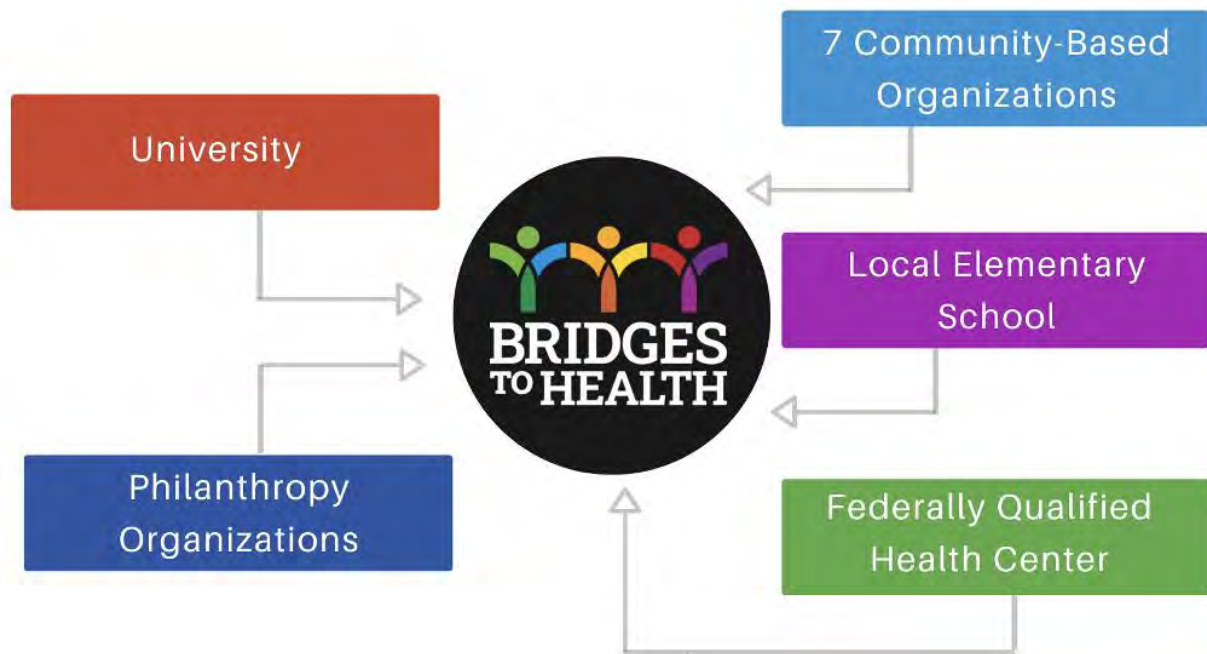 University
Philanthropy
Organizations
BRIDGES
TO HEALTH
7 Community-Based
Organizations
Local Elementary
School
Federally Qualified
Health Center